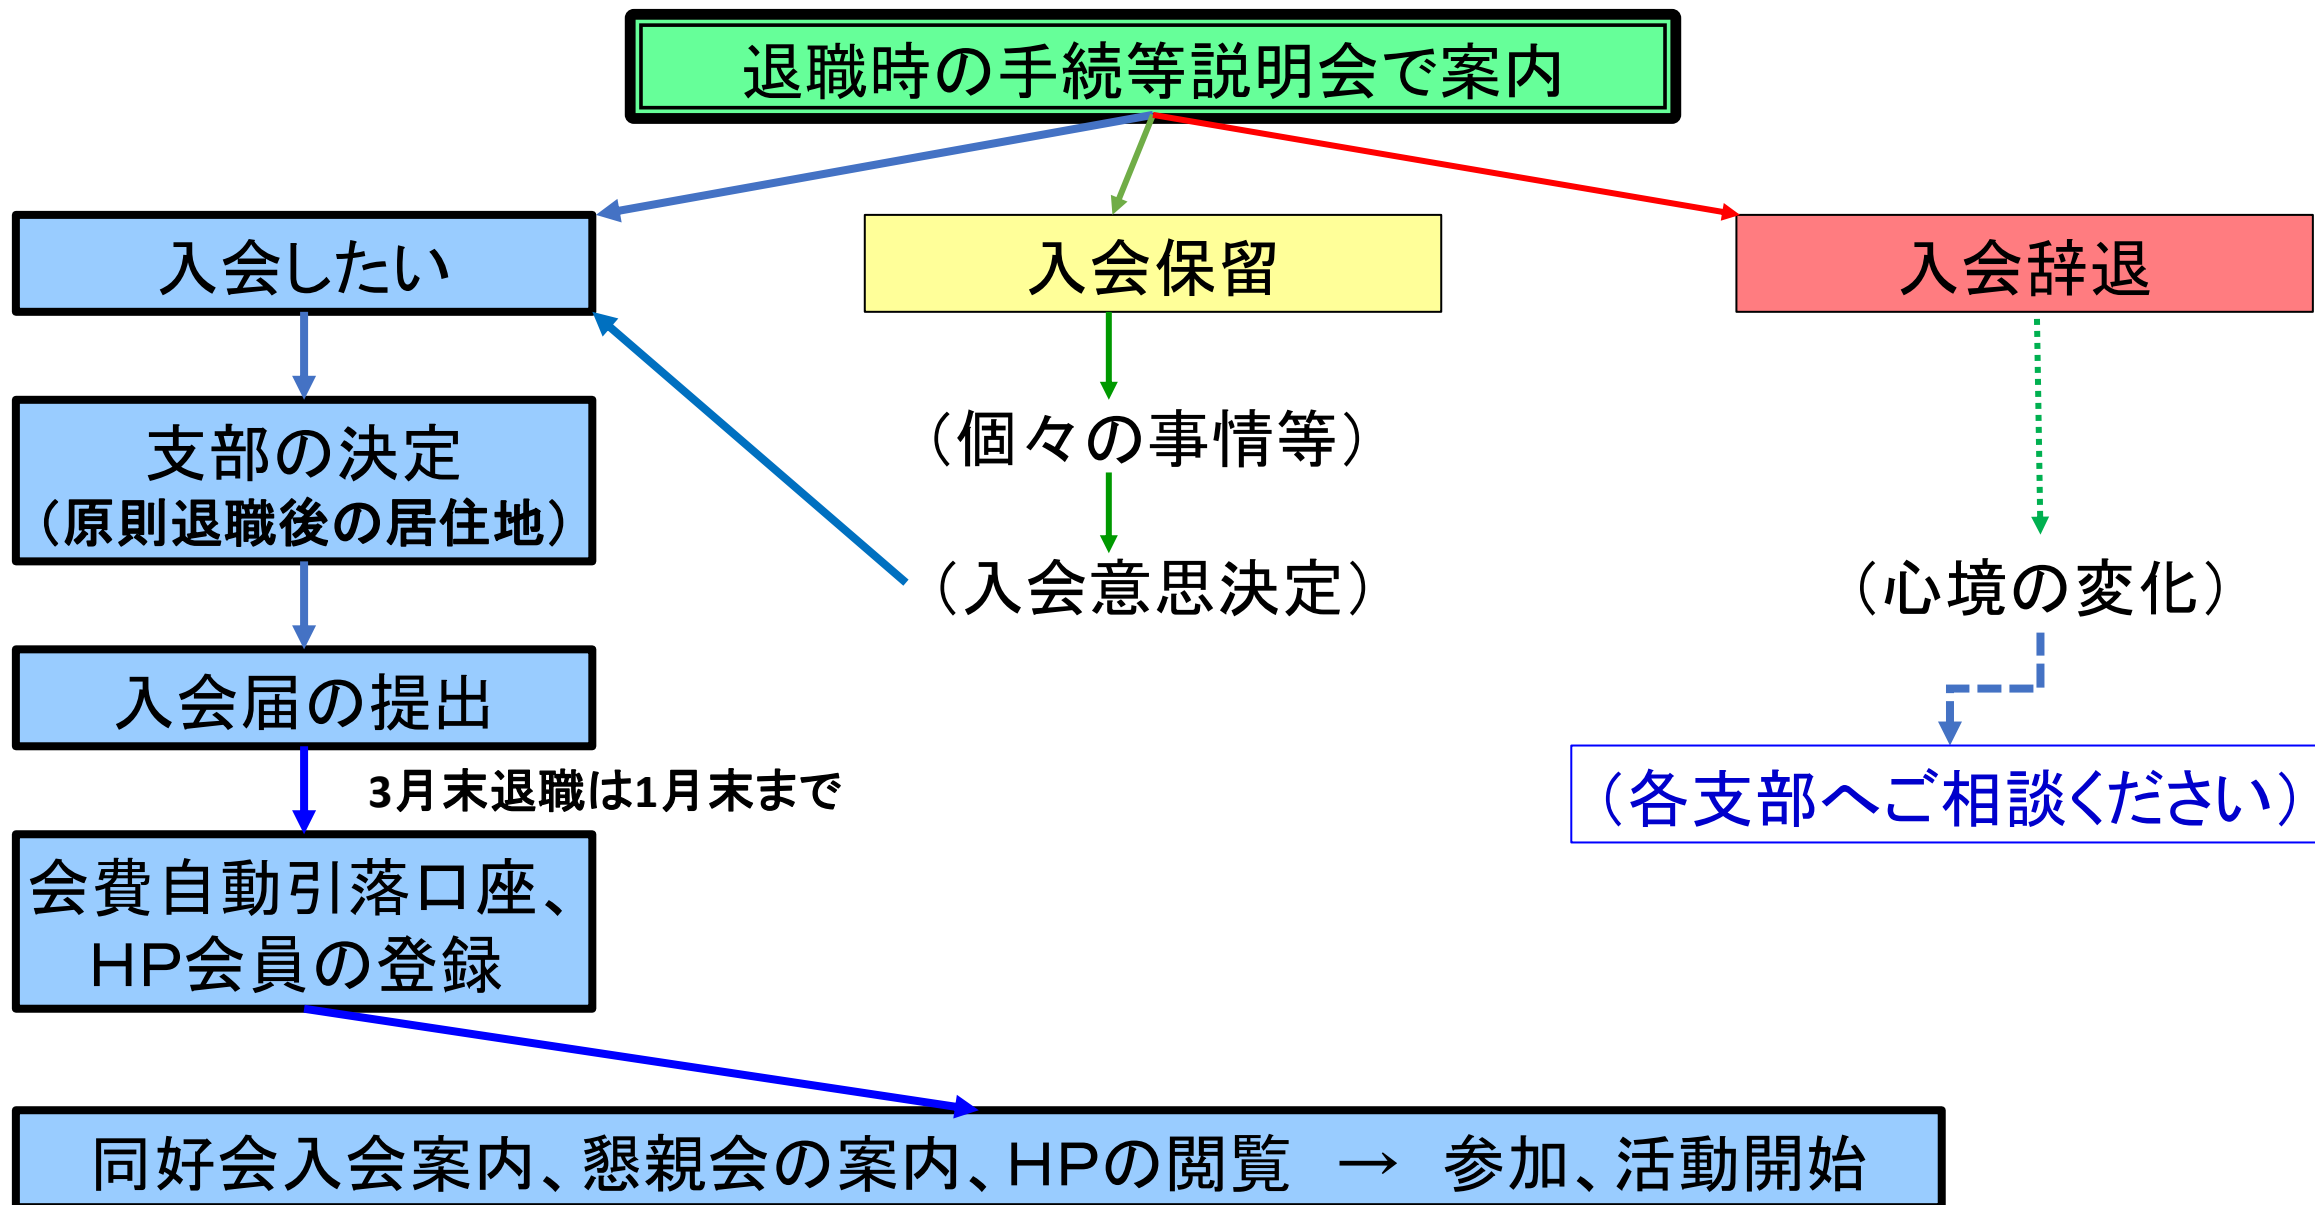 退職時の手続等説明会で案内
入会したい
入会保留
入会辞退
支部の決定
（原則退職後の居住地）
（個々の事情等）
（入会意思決定）
（心境の変化）
入会届の提出
3月末退職は1月末まで
（各支部へご相談ください）
会費自動引落口座、
HP会員の登録
同好会入会案内、懇親会の案内、HPの閲覧　→　参加、活動開始